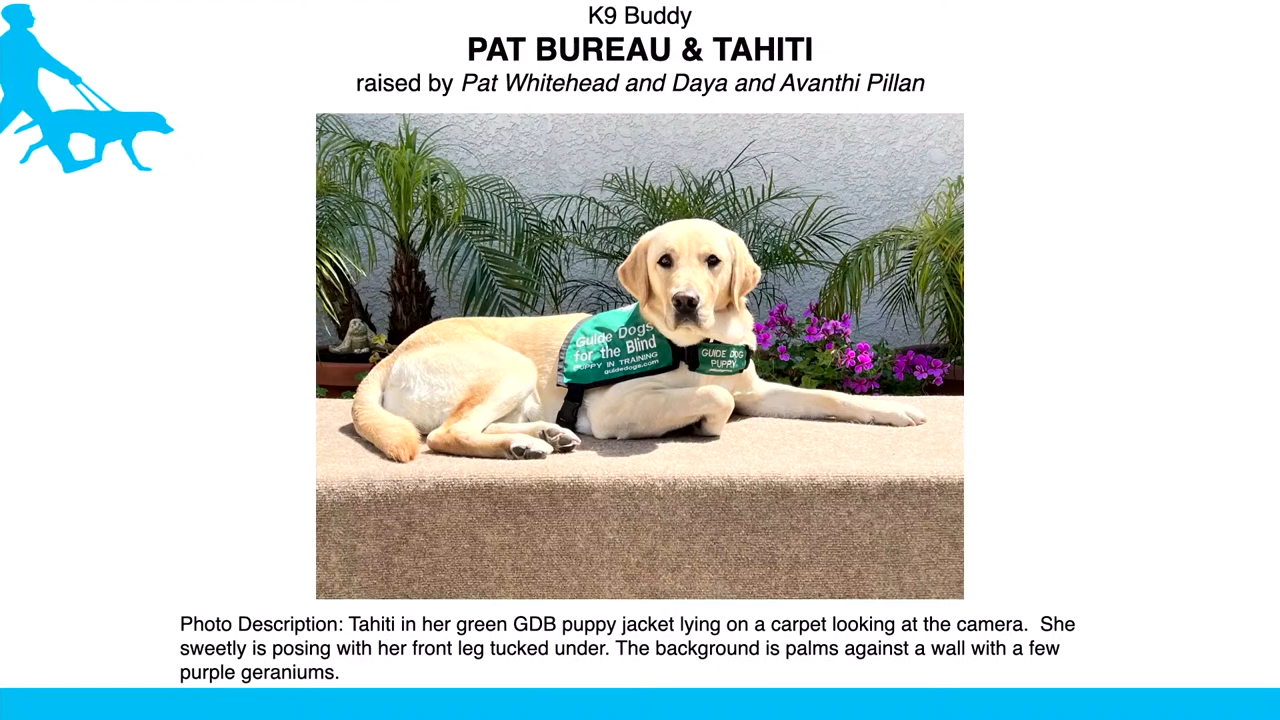 K9 Buddy
PAT BUREAU & TAHITI
raised by Pat Whitehead and Daya and Avanthi Pillan
Guide Dogs
for the Blind
PUPPY IN TRAINING
guidedogs.com
GUIDE DOG
PUPPY
Photo Description: Tahiti in her green GDB puppy jacket lying on a carpet looking at the camera.  She
sweetly is posing with her front leg tucked under. The background is palms against a wall with a few
purple geraniums.